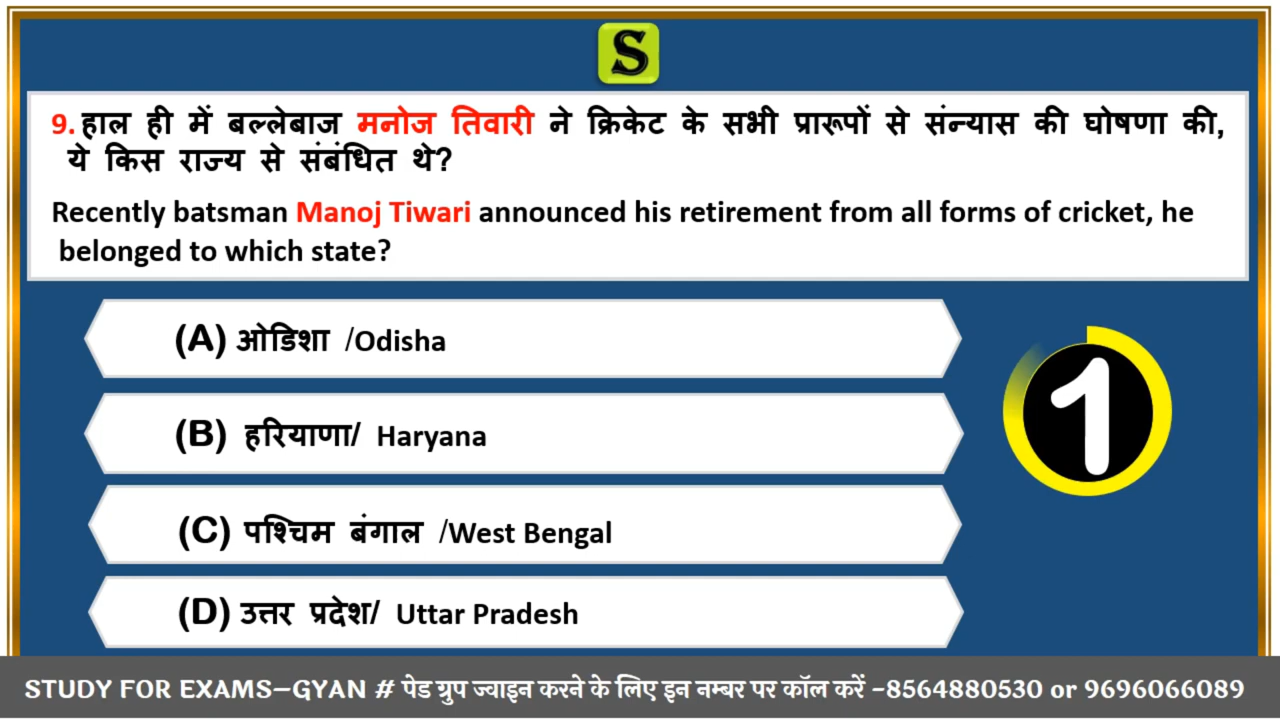 S
9. हाल ही में बल्लेबाज मनोज तिवारी ने क्रिकेट के सभी प्रारूपों से संन्यास की घोषणा की,
ये किस राज्य से संबंधित थे?
Recently batsman Manoj Tiwari announced his retirement from all forms of cricket, he
belonged to which state?
(A) ओडिशा /Odisha
(B) हरियाणा/ Haryana
1
(C) पश्चिम बंगाल /West Bengal
(D) उत्तर प्रदेश/ Uttar Pradesh
STUDY FOR EXAMS–GYAN # पेड ग्रुप ज्वाइन करने के लिए इन नम्बर पर कॉल करें –8564880530 or 9696066089